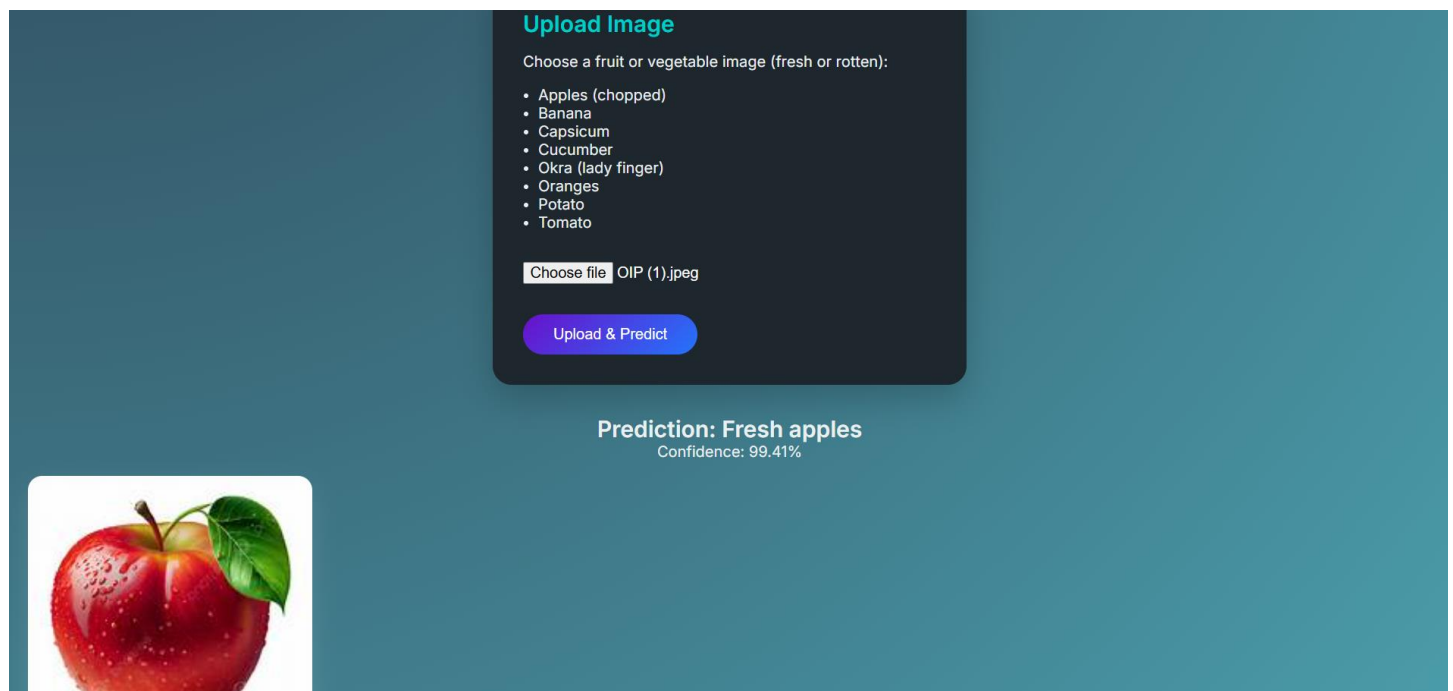 Upload Image
Choose a fruit or vegetable image (fresh or rotten):
• Apples (chopped)
• Banana
• Capsicum
• Cucumber
• Okra (lady finger)
• Oranges
• Potato
• Tomato
Choose file OIP (1).jpeg
Upload & Predict
Prediction: Fresh apples
Confidence: 99.41%